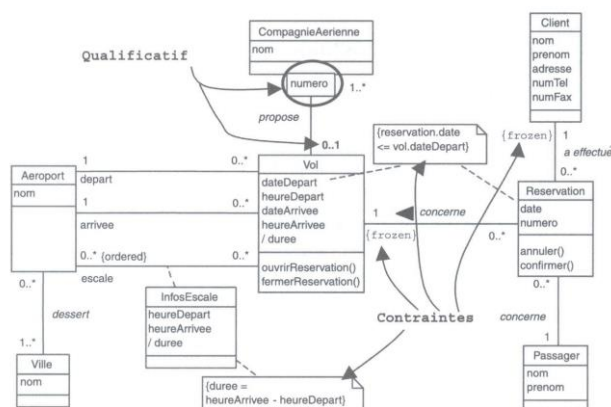 CompagnieAerienne
nom
Qualificatif
numero
1..*
propose
0..1
Client
nom
prenom
adresse
numTel
numFax
{reservation.date
<= vol.dateDepart}
{frozen}
1
a effectué
0..*
Aeroport
nom
1
0..*
depart
1
0..*
arrivee
0..* {ordered}
0..*
escale
Vol
dateDepart
heureDepart
dateArrivee
heureArrivee
/ duree
ouvrirReservation()
fermerReservation()
1
concerne
{frozen}
0..*
Reservation
date
numero
annuler()
confirmer()
0..*
dessert
1..*
Ville
nom
InfosEscale
heureDepart
heureArrivee
/ duree
Contraintes
{duree =
heureArrivee - heureDepart}
0..*
concerne
1
Passager
nom
prenom